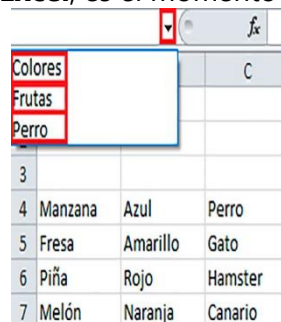 Excel, es el momento
fx
Colores
Frutas
Perro
C
3
4 Manzana Azul Perro
5 Fresa Amarillo Gato
6 Piña Rojo Hamster
7 Melón Naranja Canario